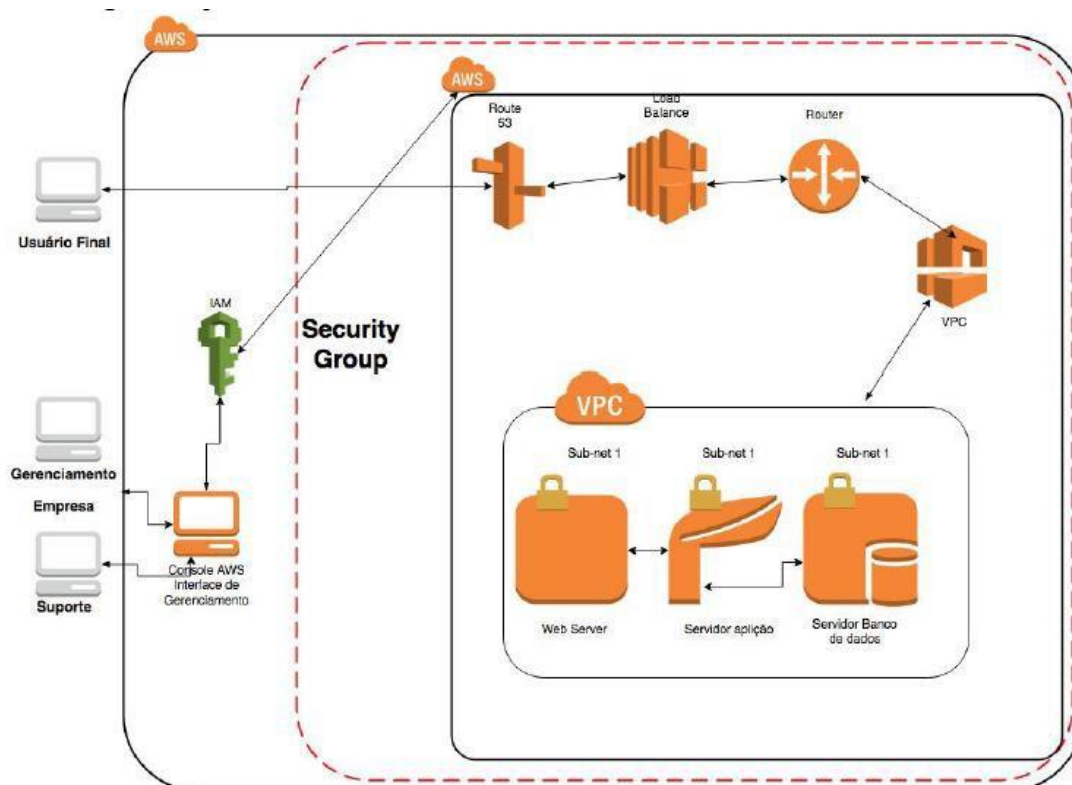 AWS
AWS
Route
53
Load
Balance
Router
Usuário Final
IAM
Security
Group
VPC
VPC
Sub-net 1
Sub-net 1
Sub-net 1
Gerenciamento
Empresa
Console AWS
Interface de
Gerenciamento
Suporte
Web Server
Servidor aplição
Servidor Banco
de dados